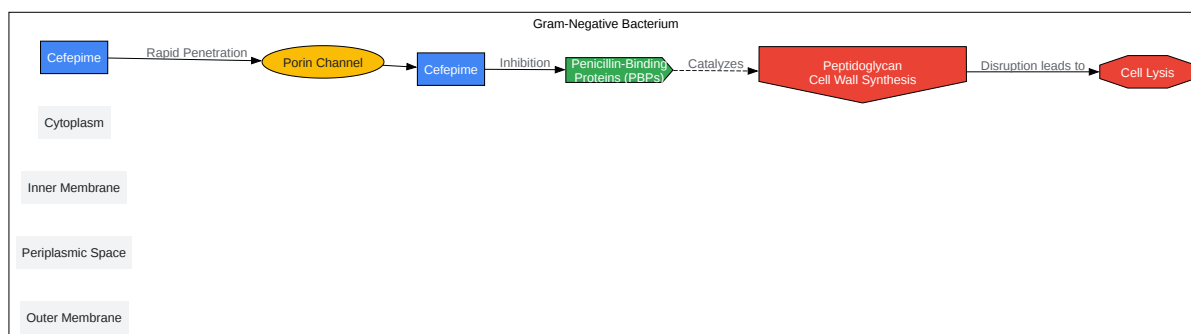 Gram-Negative Bacterium
Cefepime
Rapid Penetration
Porin Channel
Cefepime
Inhibition
Penicillin-Binding
Proteins (PBPs)
Catalyzes
Peptidoglycan
Cell Wall Synthesis
Disruption leads to
Cell Lysis
Cytoplasm
Inner Membrane
Periplasmic Space
Outer Membrane